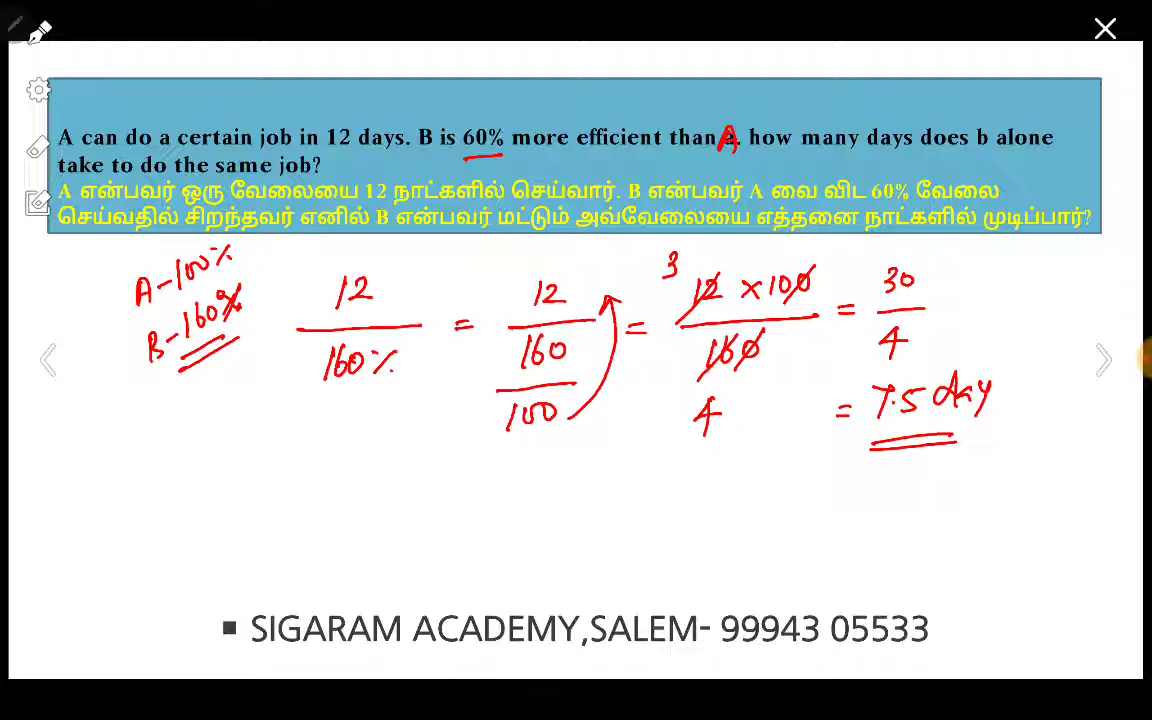 A can do a certain job in 12 days. B is 60% more efficient than A. how many days does b alone
take to do the same job?
A என்பவர் ஒரு வேலையை 12 நாட்களில் செய்வார். B என்பவர் A வை விட 60% வேலை
செய்வதில் சிறந்தவர் எனில் B என்பவர் மட்டும் அவ்வேலையை எத்தனை நாட்களில் முடிப்பார்?
A-100%
B-160%
12 / 160% = 12 / 160 / 100 = 3 12 x 100 / 160 4 = 30 / 4
= 7.5 day
▪ SIGARAM ACADEMY,SALEM- 99943 05533